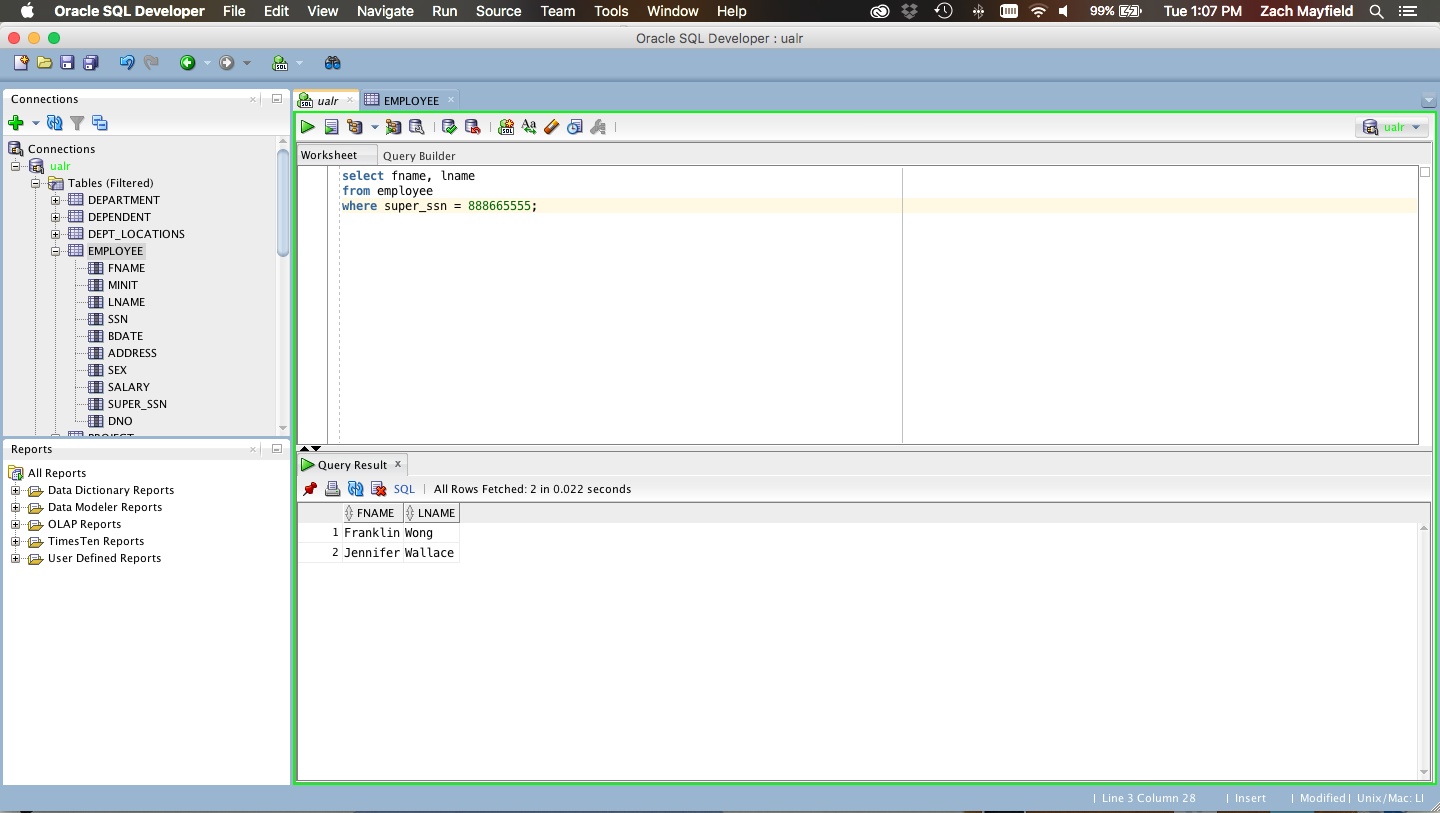 Oracle SQL Developer File Edit View Navigate Run Source Team Tools Window Help 99% Tue 1:07 PM Zach Mayfield
Oracle SQL Developer : ualr
Connections
Connections
ualr
Tables (Filtered)
DEPARTMENT
DEPENDENT
DEPT_LOCATIONS
EMPLOYEE
FNAME
MINIT
LNAME
SSN
BDATE
ADDRESS
SEX
SALARY
SUPER_SSN
DNO
PROJECT
Reports
All Reports
Data Dictionary Reports
Data Modeler Reports
OLAP Reports
TimesTen Reports
User Defined Reports
ualr EMPLOYEE
ualr
Worksheet Query Builder
select fname, lname
from employee
where super_ssn = 888665555;
Query Result
SQL All Rows Fetched: 2 in 0.022 seconds
FNAME LNAME
1 Franklin Wong
2 Jennifer Wallace
Line 3 Column 28 Insert Modified Unix/Mac: LI